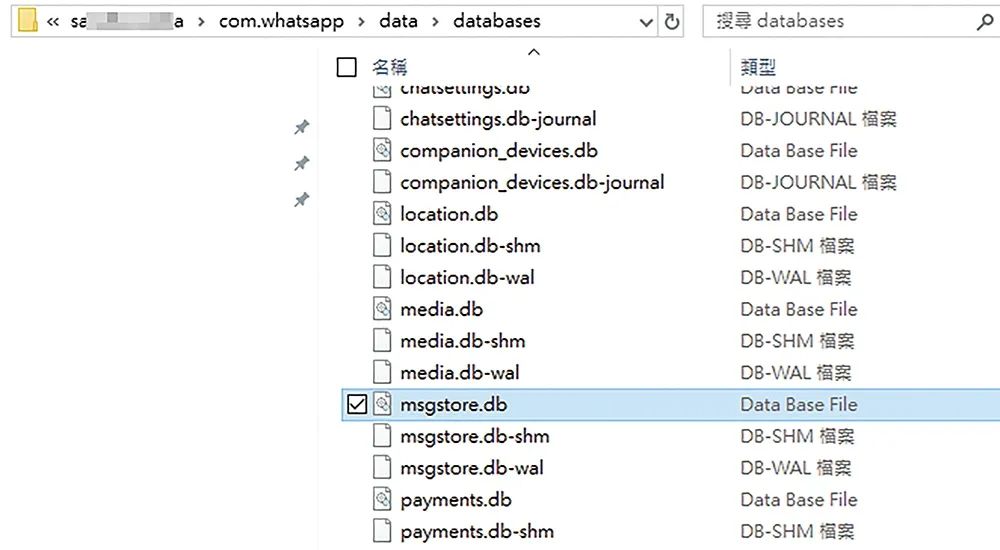 « sa a › com.whatsapp › data › databases
搜尋 databases
名稱 類型
chatsettings.db Data Base File
chatsettings.db-journal DB-JOURNAL 檔案
companion_devices.db Data Base File
companion_devices.db-journal DB-JOURNAL 檔案
location.db Data Base File
location.db-shm DB-SHM 檔案
location.db-wal DB-WAL 檔案
media.db Data Base File
media.db-shm DB-SHM 檔案
media.db-wal DB-WAL 檔案
msgstore.db Data Base File
msgstore.db-shm DB-SHM 檔案
msgstore.db-wal DB-WAL 檔案
payments.db Data Base File
payments.db-shm DB-SHM 檔案